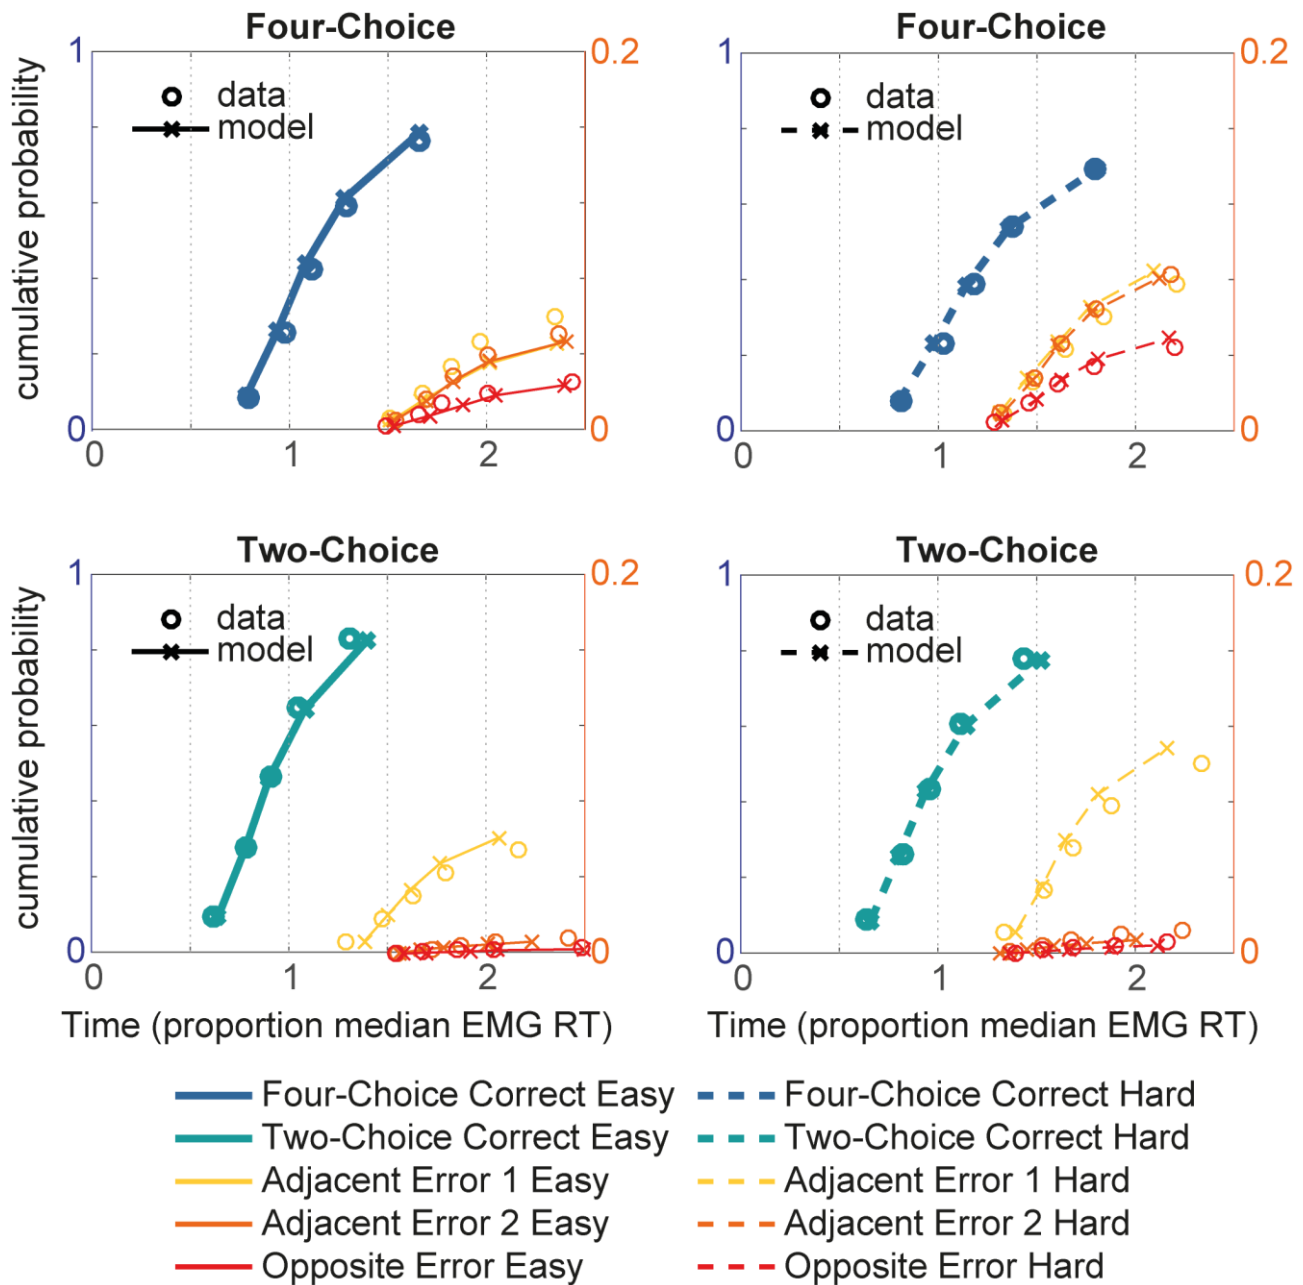 Four-Choice Four-Choice
1 0.2 1 0.2
data data
model model
cumulative probability
0 0 0 0
0 1 2 0 1 2
Two-Choice Two-Choice
1 0.2 1 0.2
data data
model model
cumulative probability
0 0 0 0
0 1 2 0 1 2
Time (proportion median EMG RT) Time (proportion median EMG RT)
Four-Choice Correct Easy Four-Choice Correct Hard
Two-Choice Correct Easy Two-Choice Correct Hard
Adjacent Error 1 Easy Adjacent Error 1 Hard
Adjacent Error 2 Easy Adjacent Error 2 Hard
Opposite Error Easy Opposite Error Hard